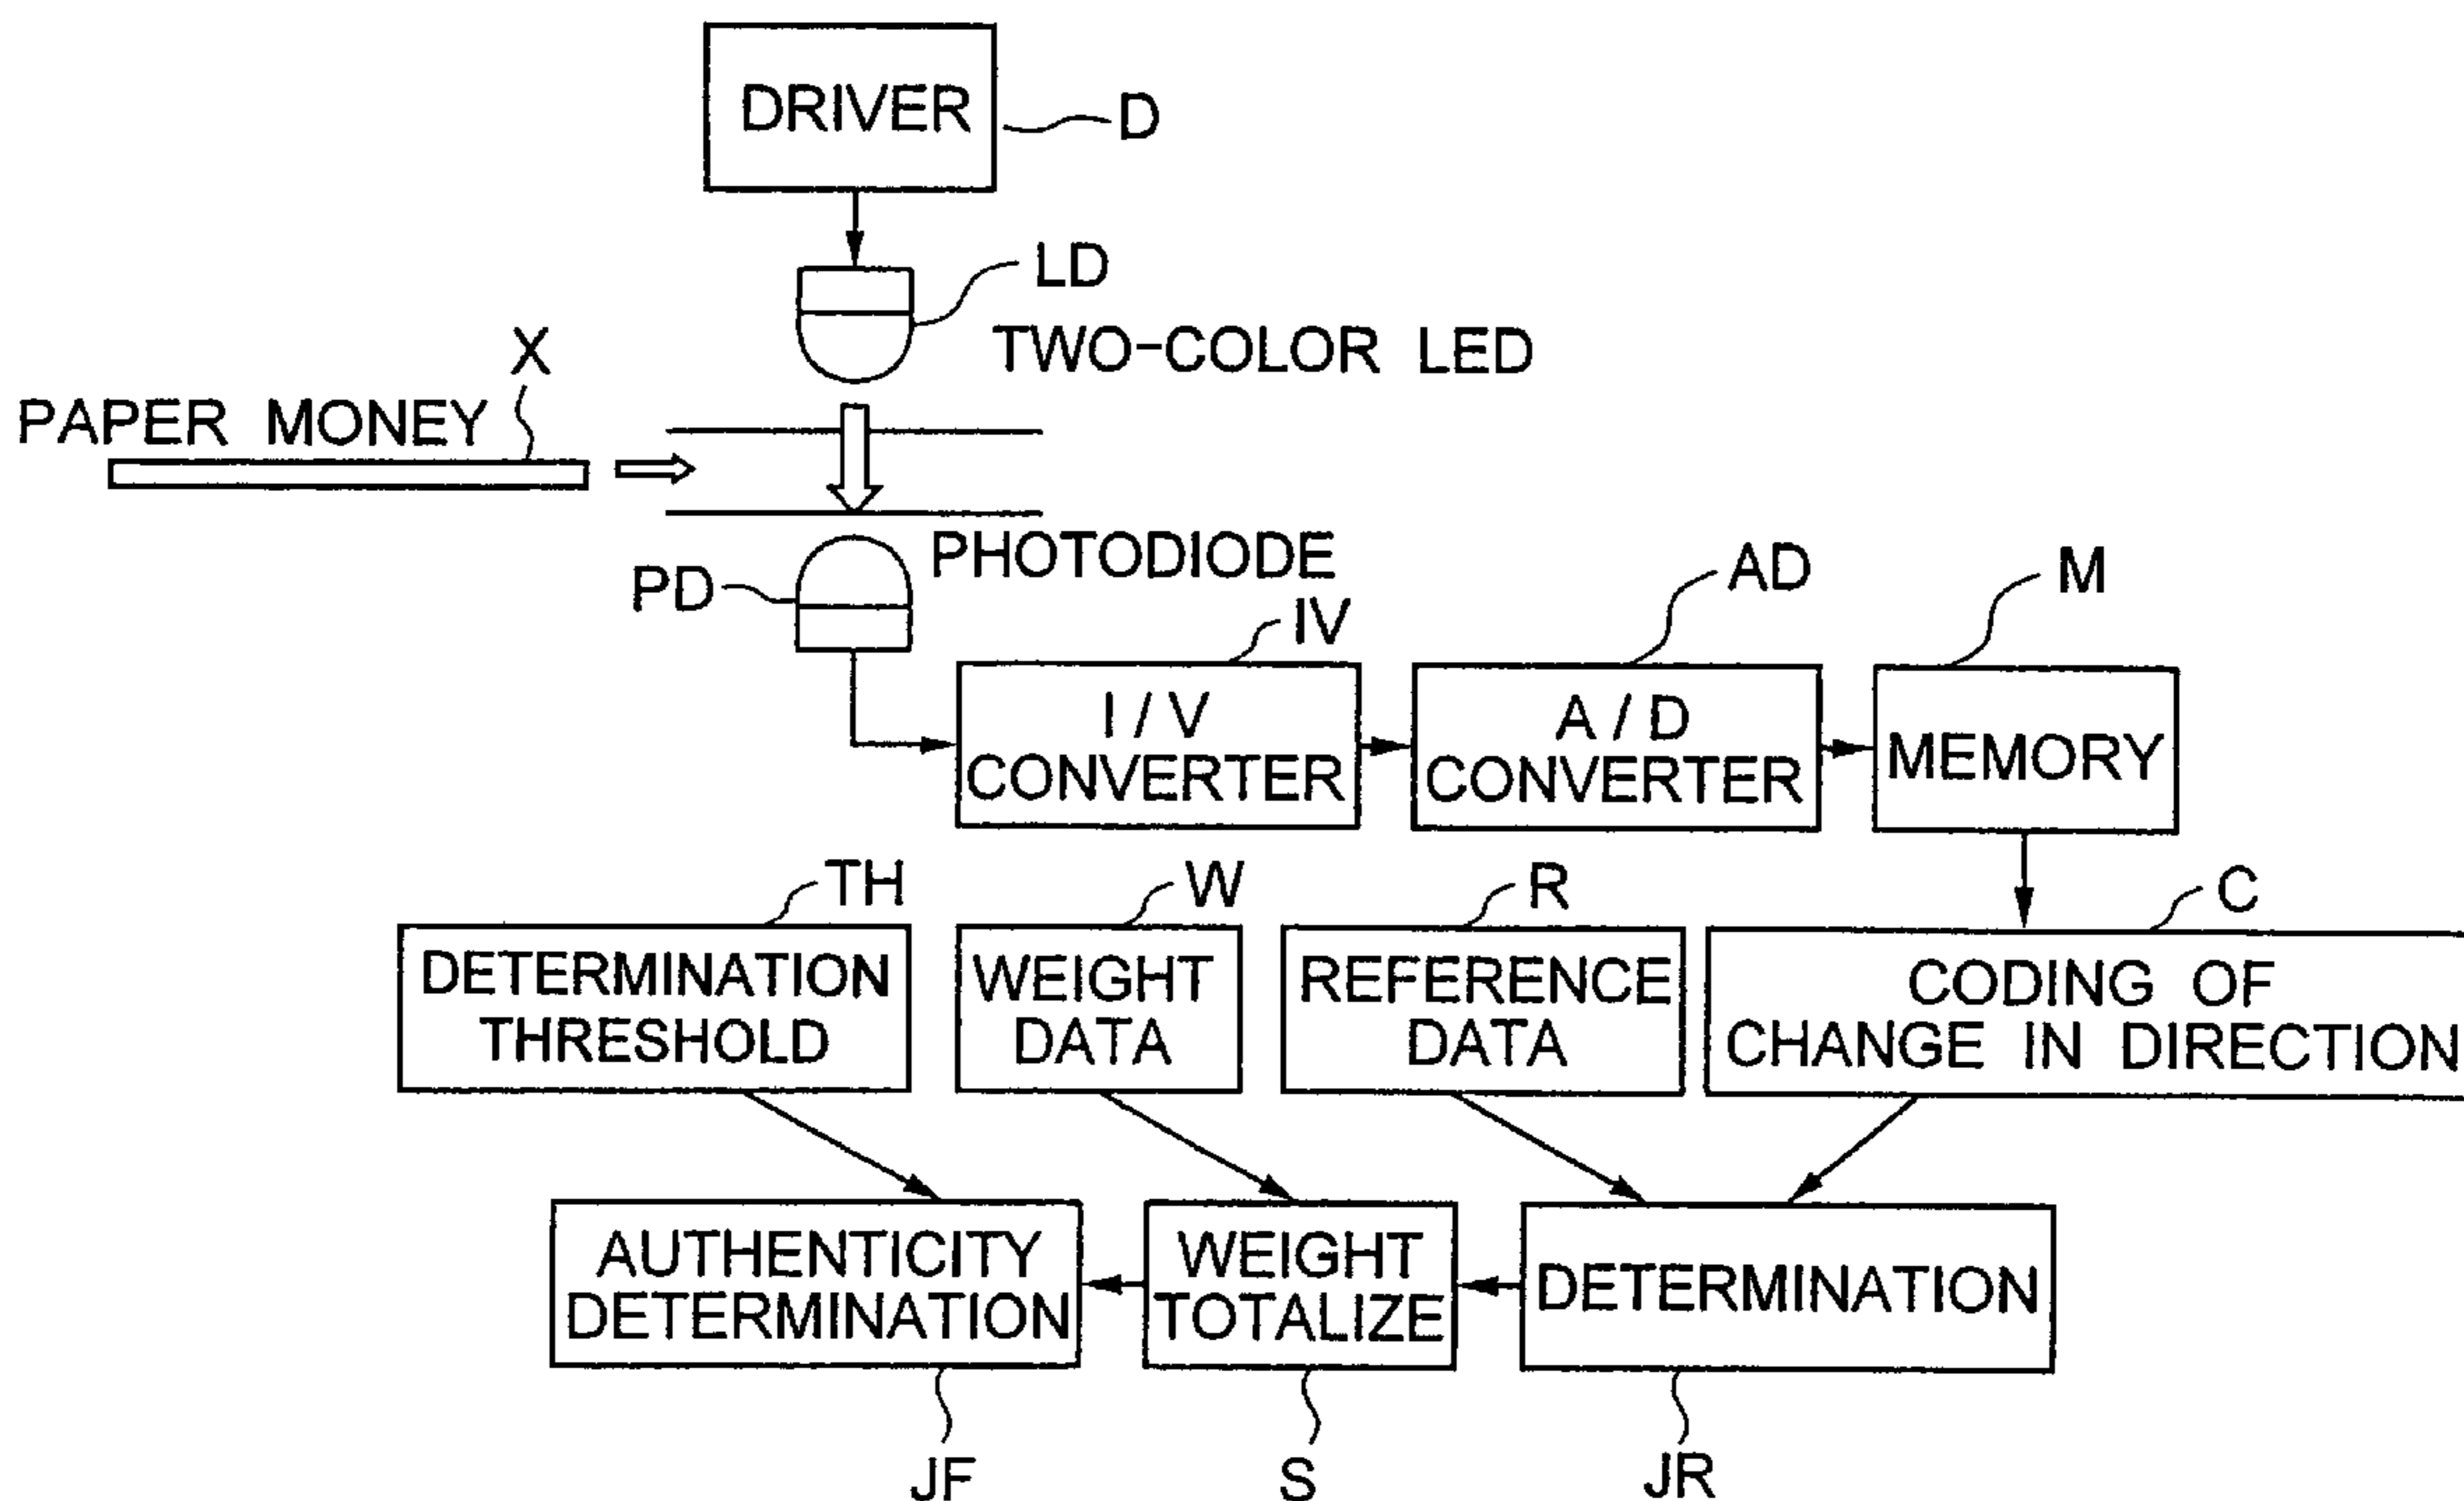 DRIVER
D
LD
TWO-COLOR LED
X
PAPER MONEY
PHOTODIODE
PD
IV
AD
M
I / V
CONVERTER
A / D
CONVERTER
MEMORY
TH
W
R
C
DETERMINATION
THRESHOLD
WEIGHT
DATA
REFERENCE
DATA
CODING OF
CHANGE IN DIRECTION
AUTHENTICITY
DETERMINATION
WEIGHT
TOTALIZE
DETERMINATION
JF
S
JR